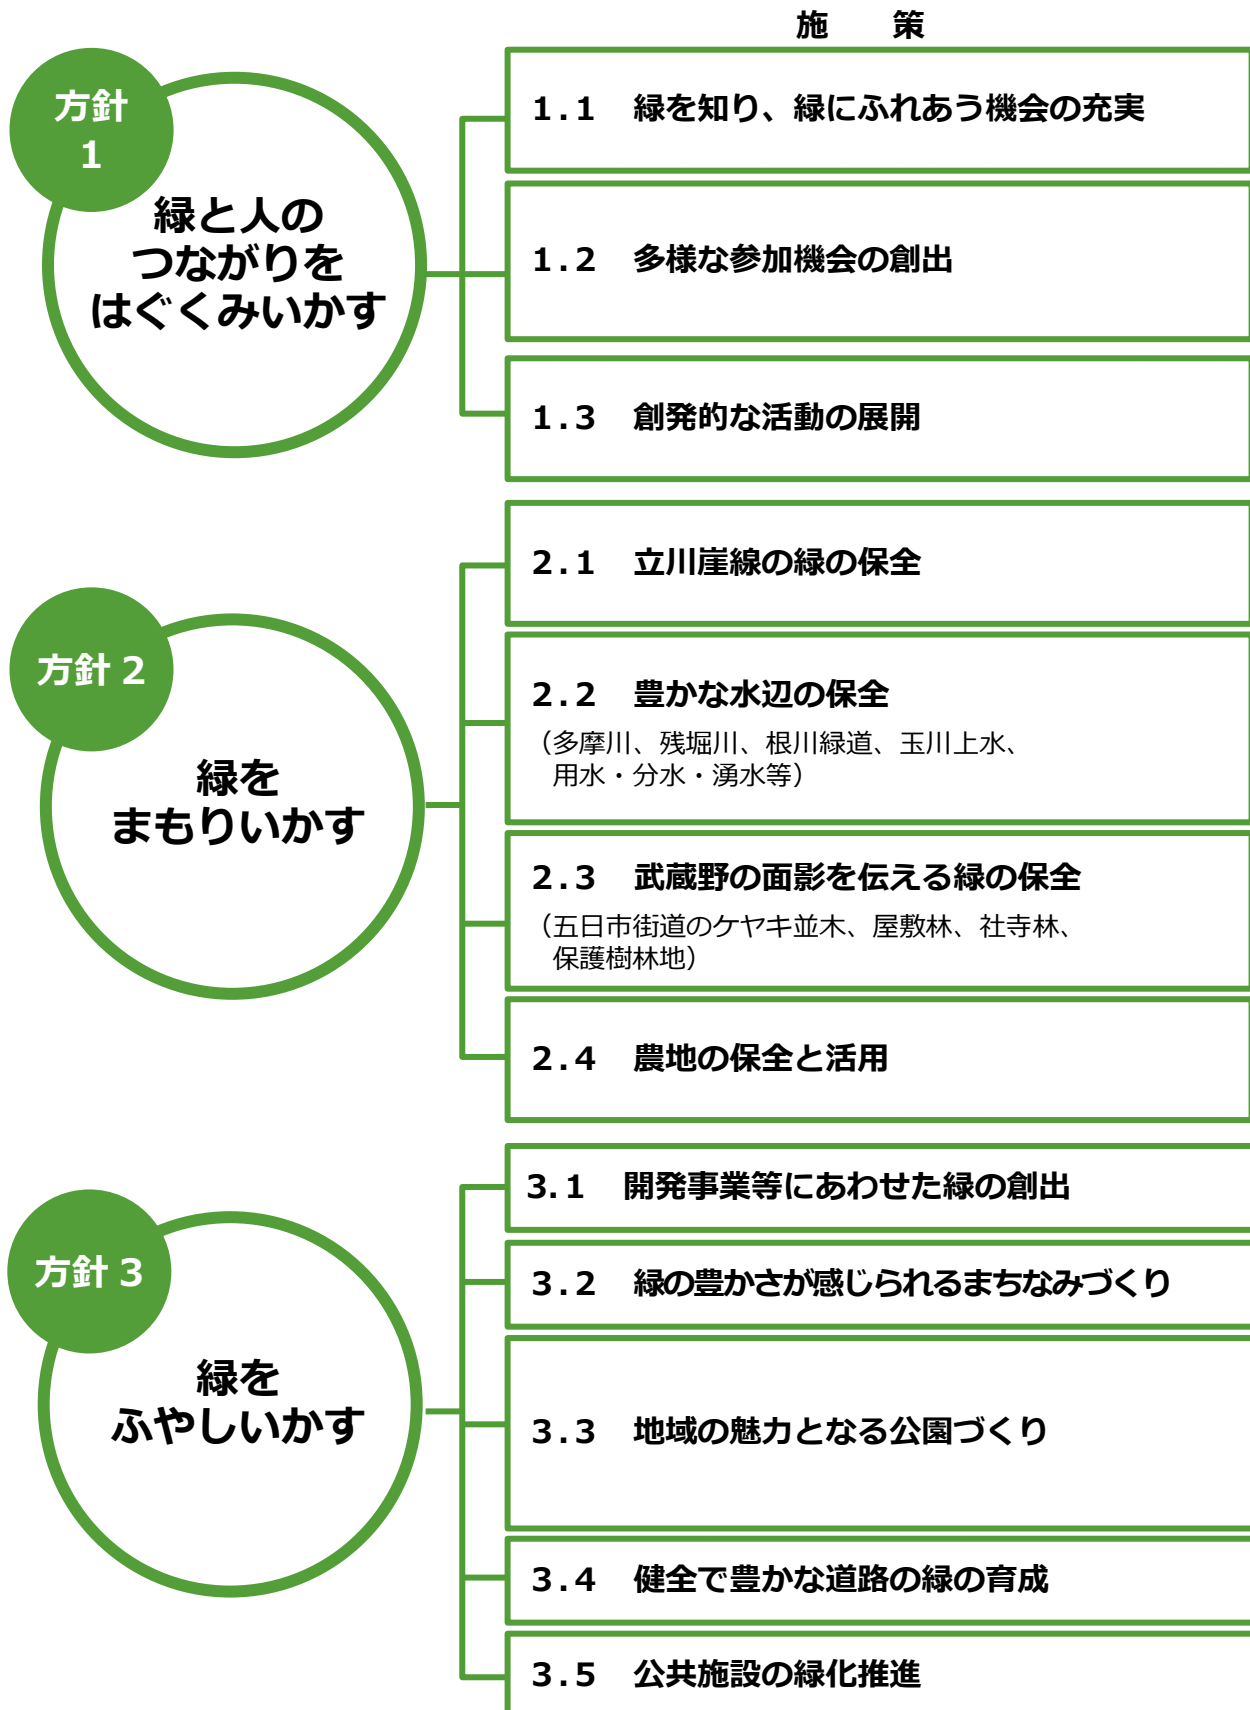 施　策
方針
1
緑と人の
つながりを
はぐくみいかす
1.1　緑を知り、緑にふれあう機会の充実
1.2　多様な参加機会の創出
1.3　創発的な活動の展開
方針 2
緑を
まもりいかす
2.1　立川崖線の緑の保全
2.2　豊かな水辺の保全
（多摩川、残堀川、根川緑道、玉川上水、
用水・分水・湧水等）
2.3　武蔵野の面影を伝える緑の保全
（五日市街道のケヤキ並木、屋敷林、社寺林、
保護樹林地）
2.4　農地の保全と活用
方針 3
緑を
ふやしいかす
3.1　開発事業等にあわせた緑の創出
3.2　緑の豊かさが感じられるまちなみづくり
3.3　地域の魅力となる公園づくり
3.4　健全で豊かな道路の緑の育成
3.5　公共施設の緑化推進